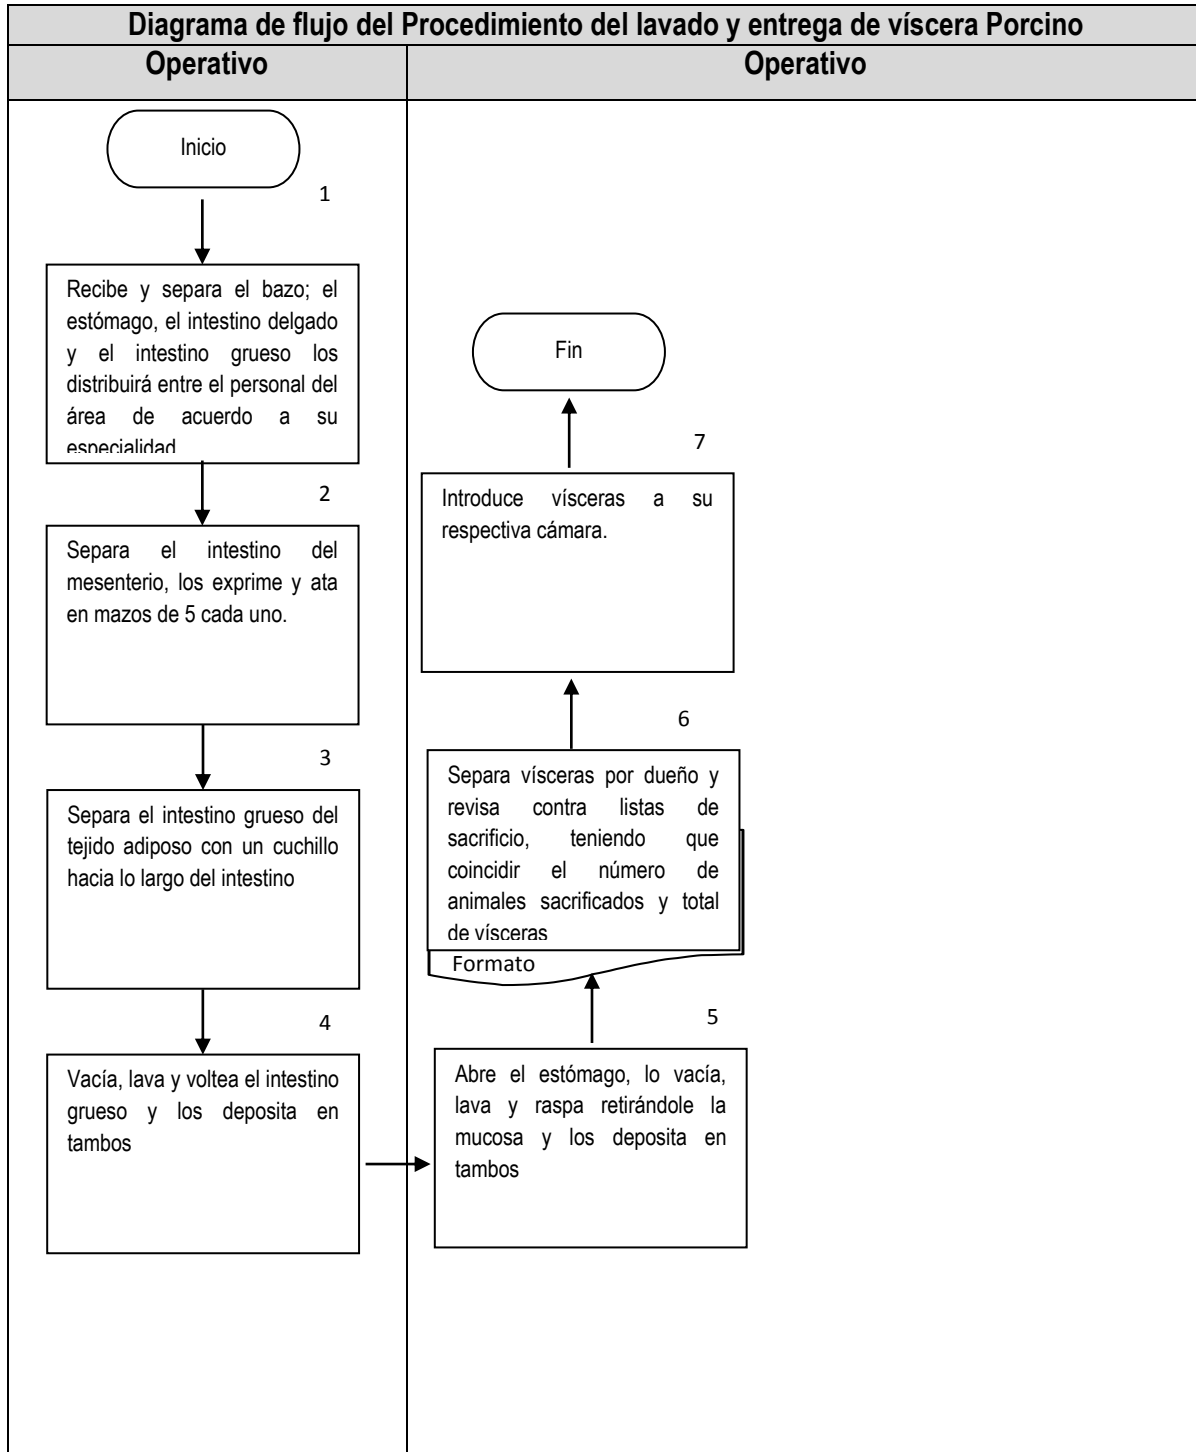 Diagrama de flujo del Procedimiento del lavado y entrega de víscera Porcino
Operativo
Operativo
Inicio
1
Recibe y separa el bazo; el
estómago, el intestino delgado
y el intestino grueso los
distribuirá entre el personal del
área de acuerdo a su
especialidad
2
Separa el intestino del
mesenterio, los exprime y ata
en mazos de 5 cada uno.
3
Separa el intestino grueso del
tejido adiposo con un cuchillo
hacia lo largo del intestino
4
Vacía, lava y voltea el intestino
grueso y los deposita en
tambos
5
Abre el estómago, lo vacía,
lava y raspa retirándole la
mucosa y los deposita en
tambos
6
Separa vísceras por dueño y
revisa contra listas de
sacrificio, teniendo que
coincidir el número de
animales sacrificados y total
de vísceras
Formato
7
Introduce vísceras a su
respectiva cámara.
Fin